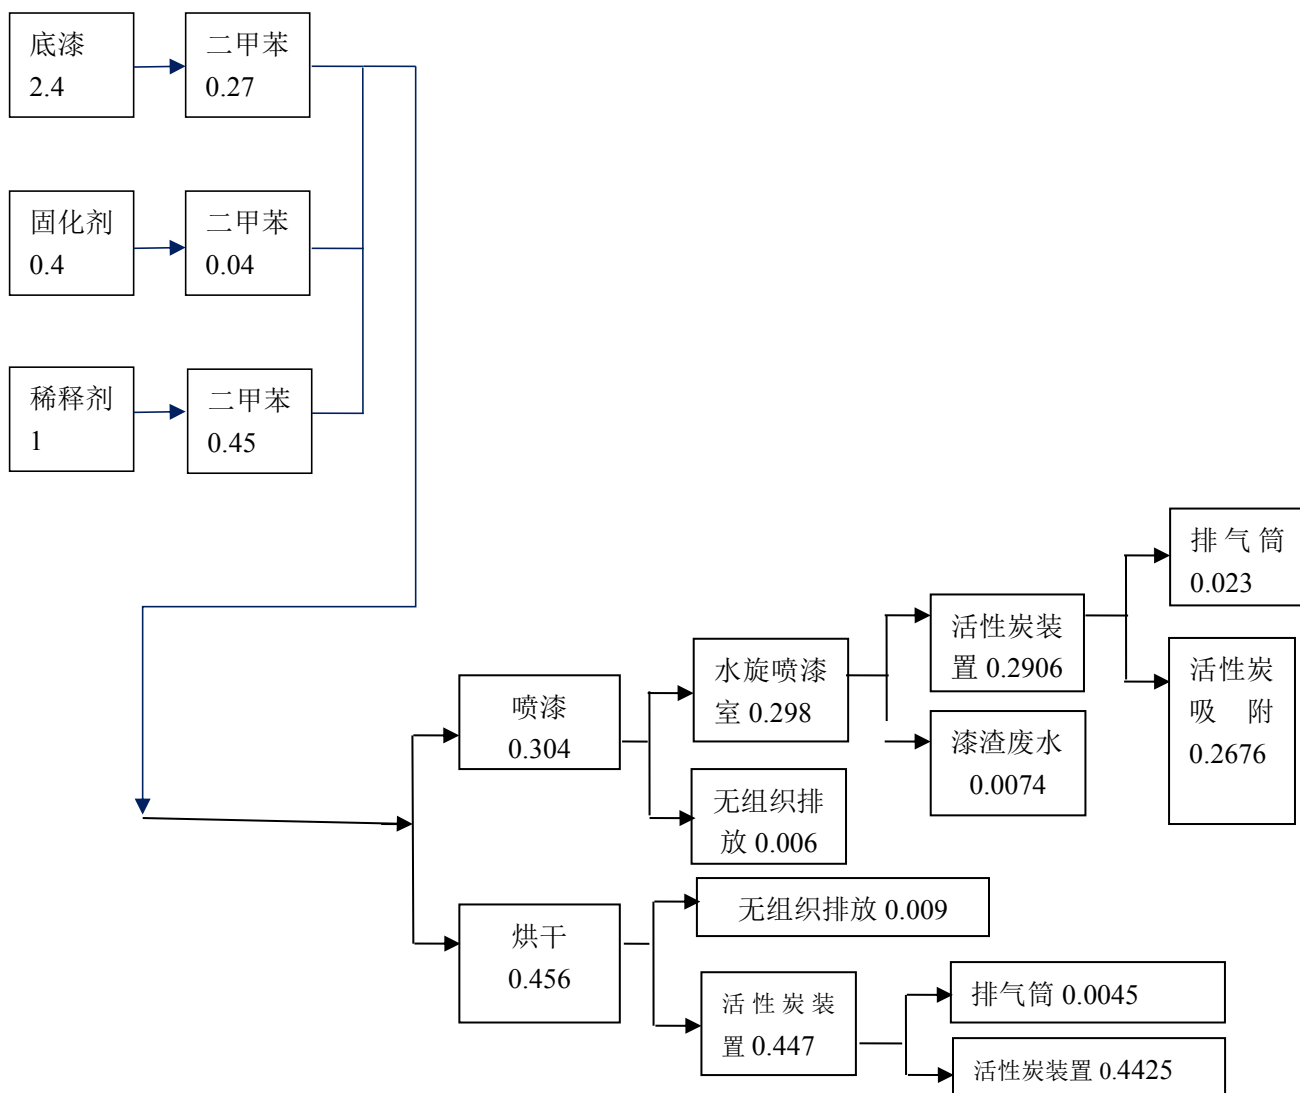 底漆
2.4
二甲苯
0.27
固化剂
0.4
二甲苯
0.04
稀释剂
1
二甲苯
0.45
排气筒
0.023
活性炭装
置 0.2906
水旋喷漆
室 0.298
活性炭
吸 附
0.2676
喷漆
0.304
漆渣废水
0.0074
无组织排
放 0.006
无组织排放 0.009
烘干
0.456
活性炭装
置 0.447
排气筒 0.0045
活性炭装置 0.4425